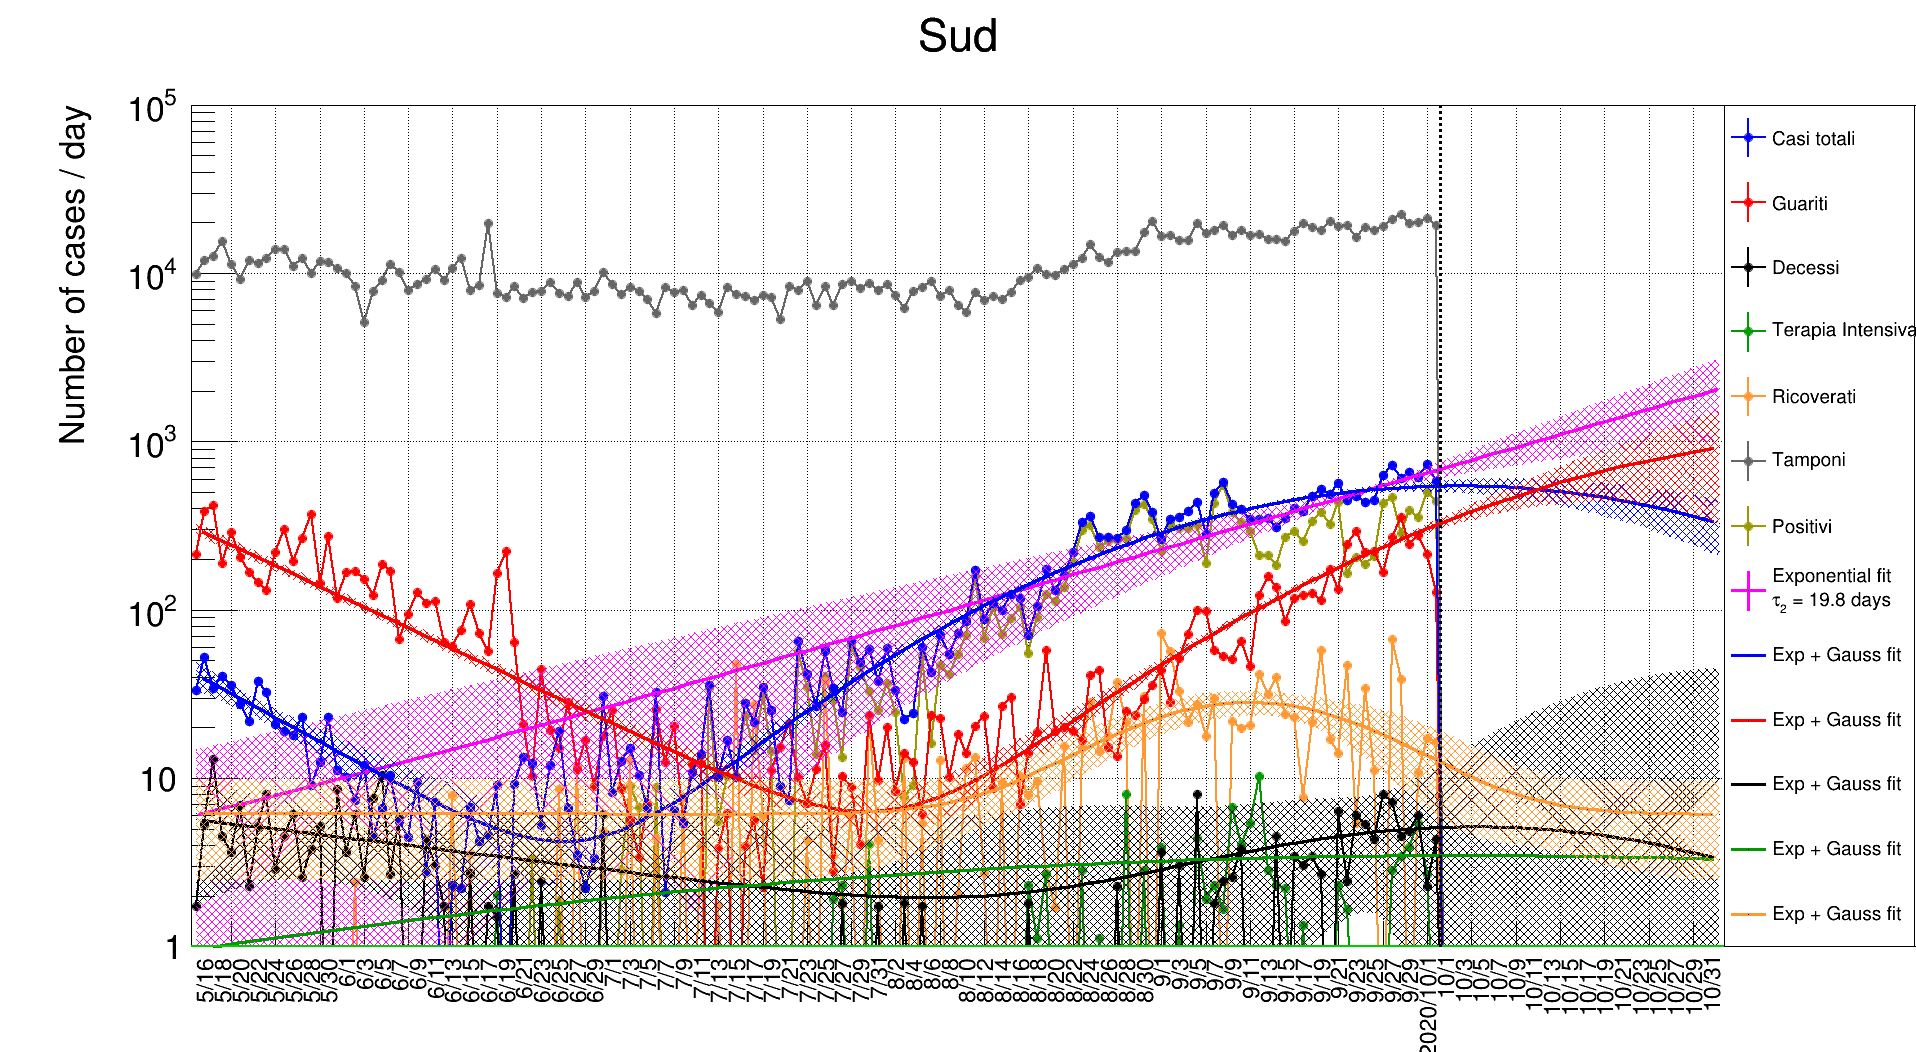 Sud
Number of cases / day
10⁵
10⁴
10³
10²
10
1
5/16 5/18 5/20 5/22 5/24 5/26 5/28 5/30 6/1 6/3 6/5 6/7 6/9 6/11 6/13 6/15 6/17 6/19 6/21 6/23 6/25 6/27 6/29 7/1 7/3 7/5 7/7 7/9 7/11 7/13 7/15 7/17 7/19 7/21 7/23 7/25 7/27 7/29 7/31 8/2 8/4 8/6 8/8 8/10 8/12 8/14 8/16 8/18 8/20 8/22 8/24 8/26 8/28 8/30 9/1 9/3 9/5 9/7 9/9 9/11 9/13 9/15 9/17 9/19 9/21 9/23 9/25 9/27 9/29 2020/10/1 10/1 10/3 10/5 10/7 10/9 10/11 10/13 10/15 10/17 10/19 10/21 10/23 10/25 10/27 10/29 10/31
Casi totali
Guariti
Decessi
Terapia Intensiva
Ricoverati
Tamponi
Positivi
Exponential fit
τ₂ = 19.8 days
Exp + Gauss fit
Exp + Gauss fit
Exp + Gauss fit
Exp + Gauss fit
Exp + Gauss fit